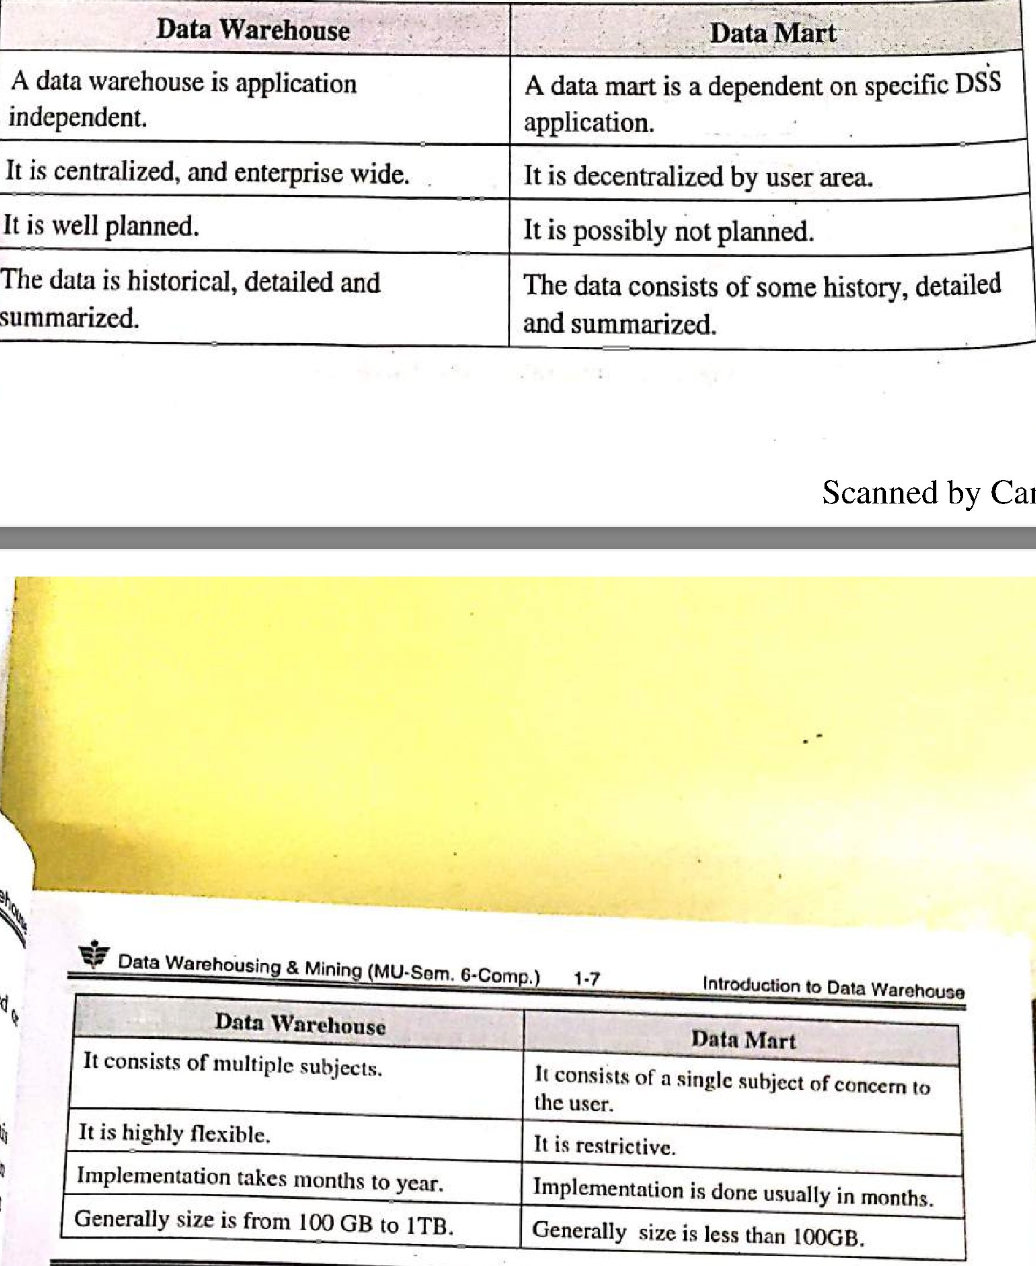 Data Warehouse Data Mart
A data warehouse is application
independent.
A data mart is a dependent on specific DSS
application.
It is centralized, and enterprise wide. It is decentralized by user area.
It is well planned. It is possibly not planned.
The data is historical, detailed and
summarized.
The data consists of some history, detailed
and summarized.
Scanned by
Data Warehousing & Mining (MU-Sem. 6-Comp.) 1-7 Introduction to Data Warehouse
Data Warehouse Data Mart
It consists of multiple subjects.
It consists of a single subject of concern to
the user.
It is highly flexible. It is restrictive.
Implementation takes months to year. Implementation is done usually in months.
Generally size is from 100 GB to 1TB. Generally size is less than 100GB.